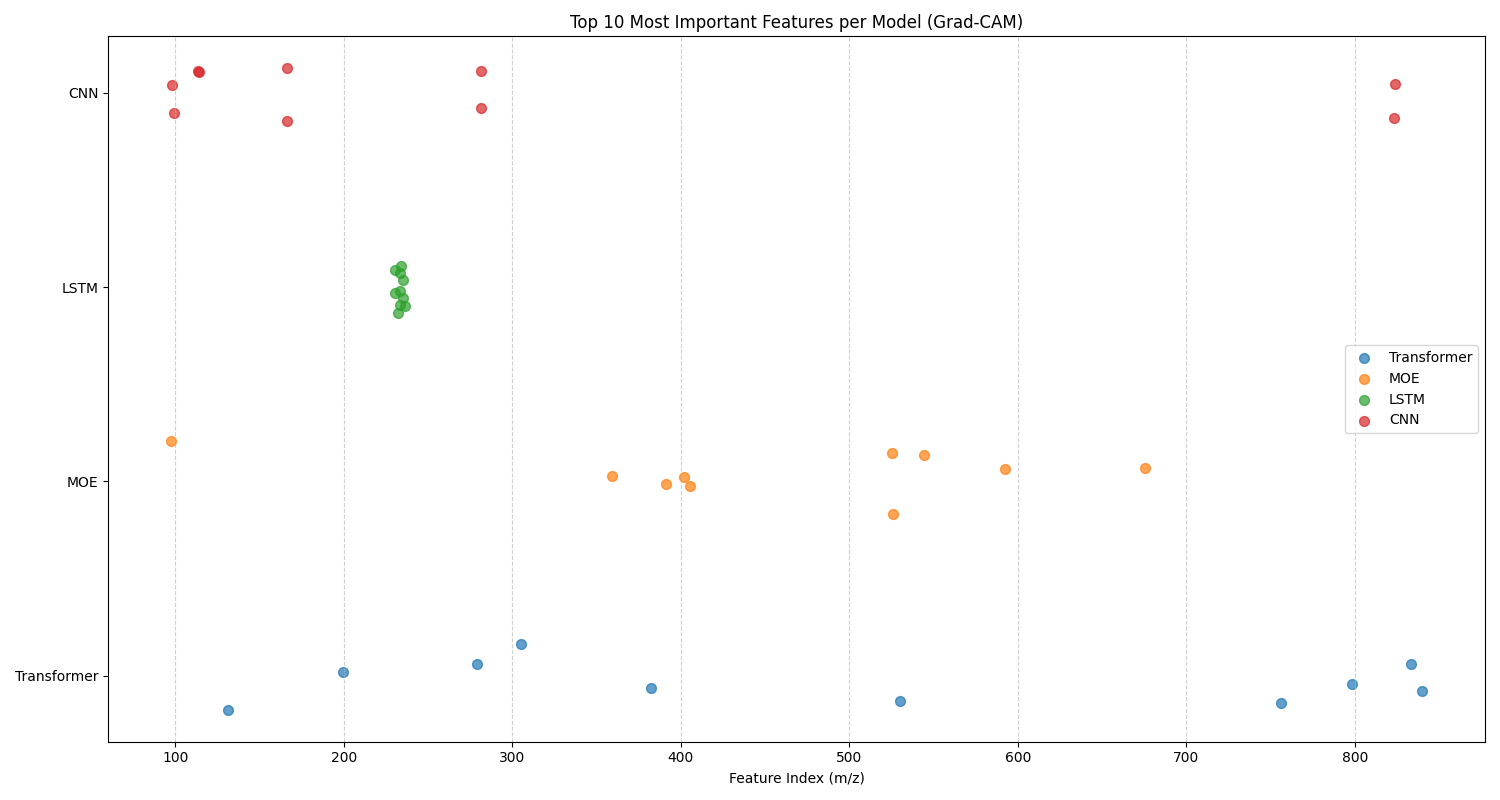 Top 10 Most Important Features per Model (Grad-CAM)
CNN
LSTM
MOE
Transformer
Transformer
MOE
LSTM
CNN
100 200 300 400 500 600 700 800
Feature Index (m/z)